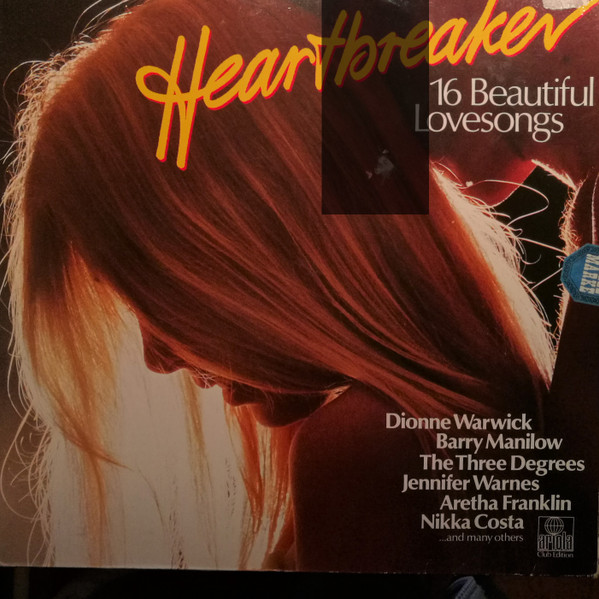 Heartbreaker
16 Beautiful
Lovesongs
MARKE
Dionne Warwick
Barry Manilow
The Three Degrees
Jennifer Warnes
Aretha Franklin
Nikka Costa
...and many others
ariola
Club Edition